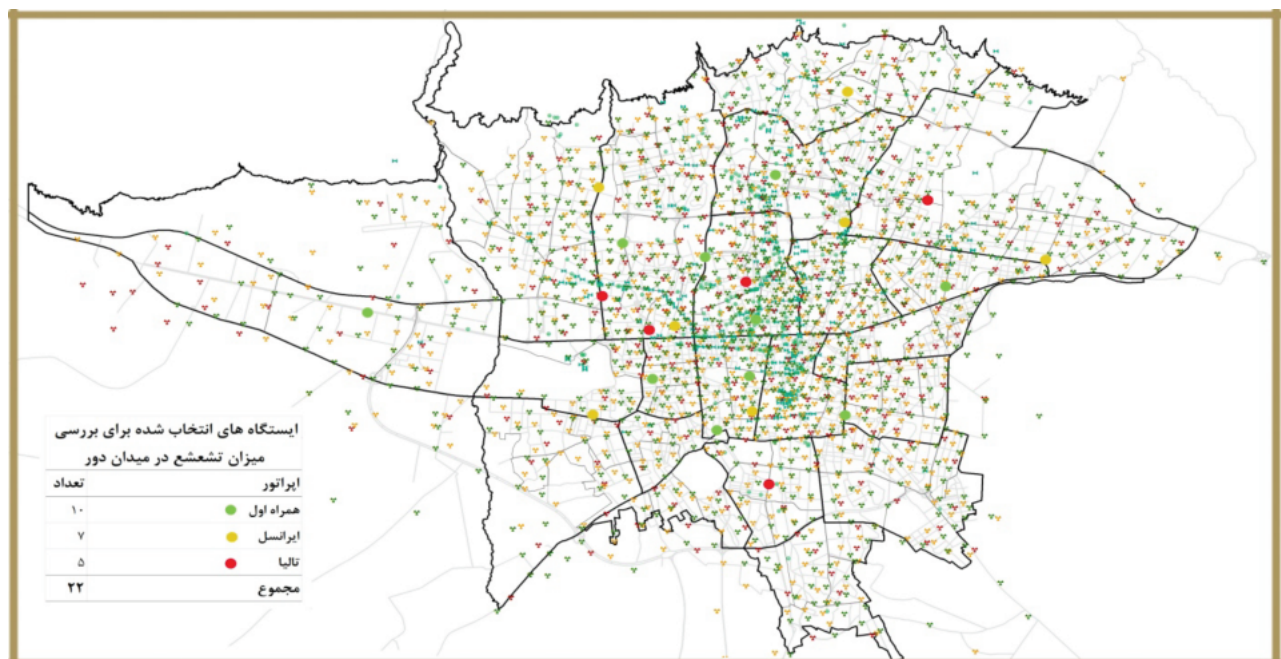 ایستگاه های انتخاب شده برای بررسی
میزان تشعشع در میدان دور
اپراتور تعداد
همراه اول ۱۰
ایرانسل ۷
تالیا ۵
مجموع ۲۲